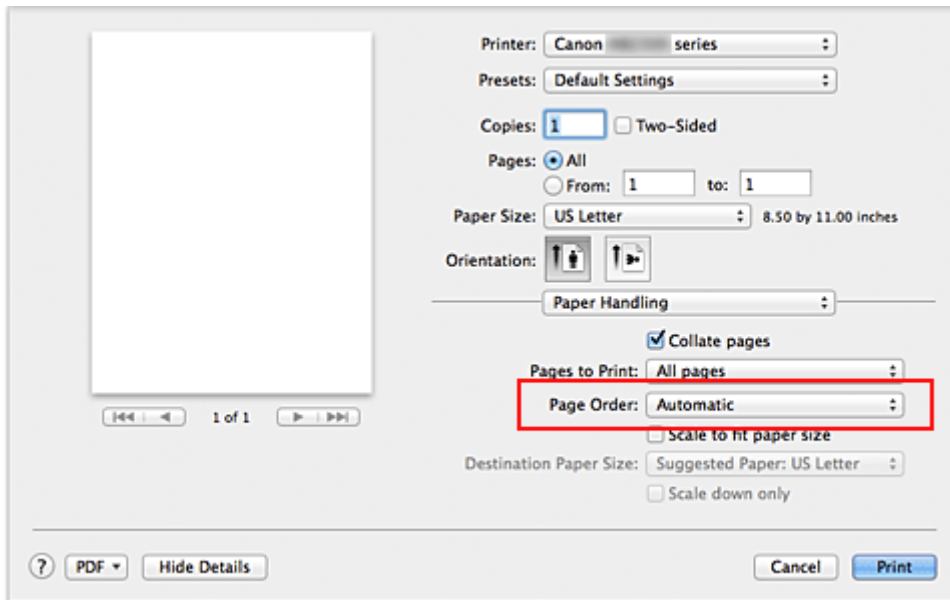 Printer: Canon series
Presets: Default Settings
Copies: 1 Two-Sided
Pages: All
From: 1 to: 1
Paper Size: US Letter 8.50 by 11.00 inches
Orientation:
Paper Handling
Collate pages
Pages to Print: All pages
Page Order: Automatic
Scale to fit paper size
Destination Paper Size: Suggested Paper: US Letter
Scale down only
1 of 1
? PDF Hide Details Cancel Print